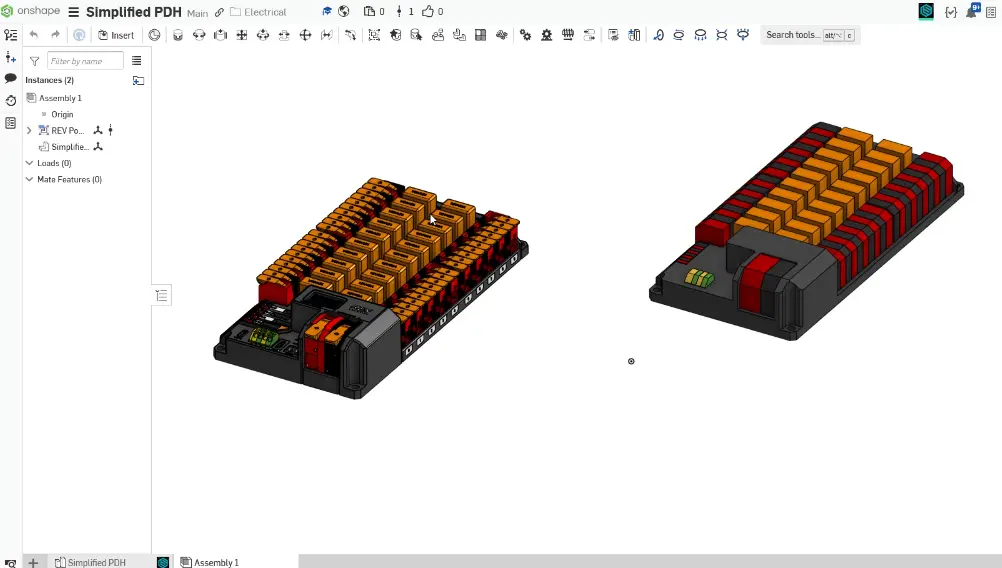 onshape Simplified PDH Main Electrical 0 1 0 9+
Insert Search tools... alt/⌥ c
Filter by name
Instances (2)
Assembly 1
Origin
REV Po...
Simplifie...
Loads (0)
Mate Features (0)
Simplified PDH Assembly 1